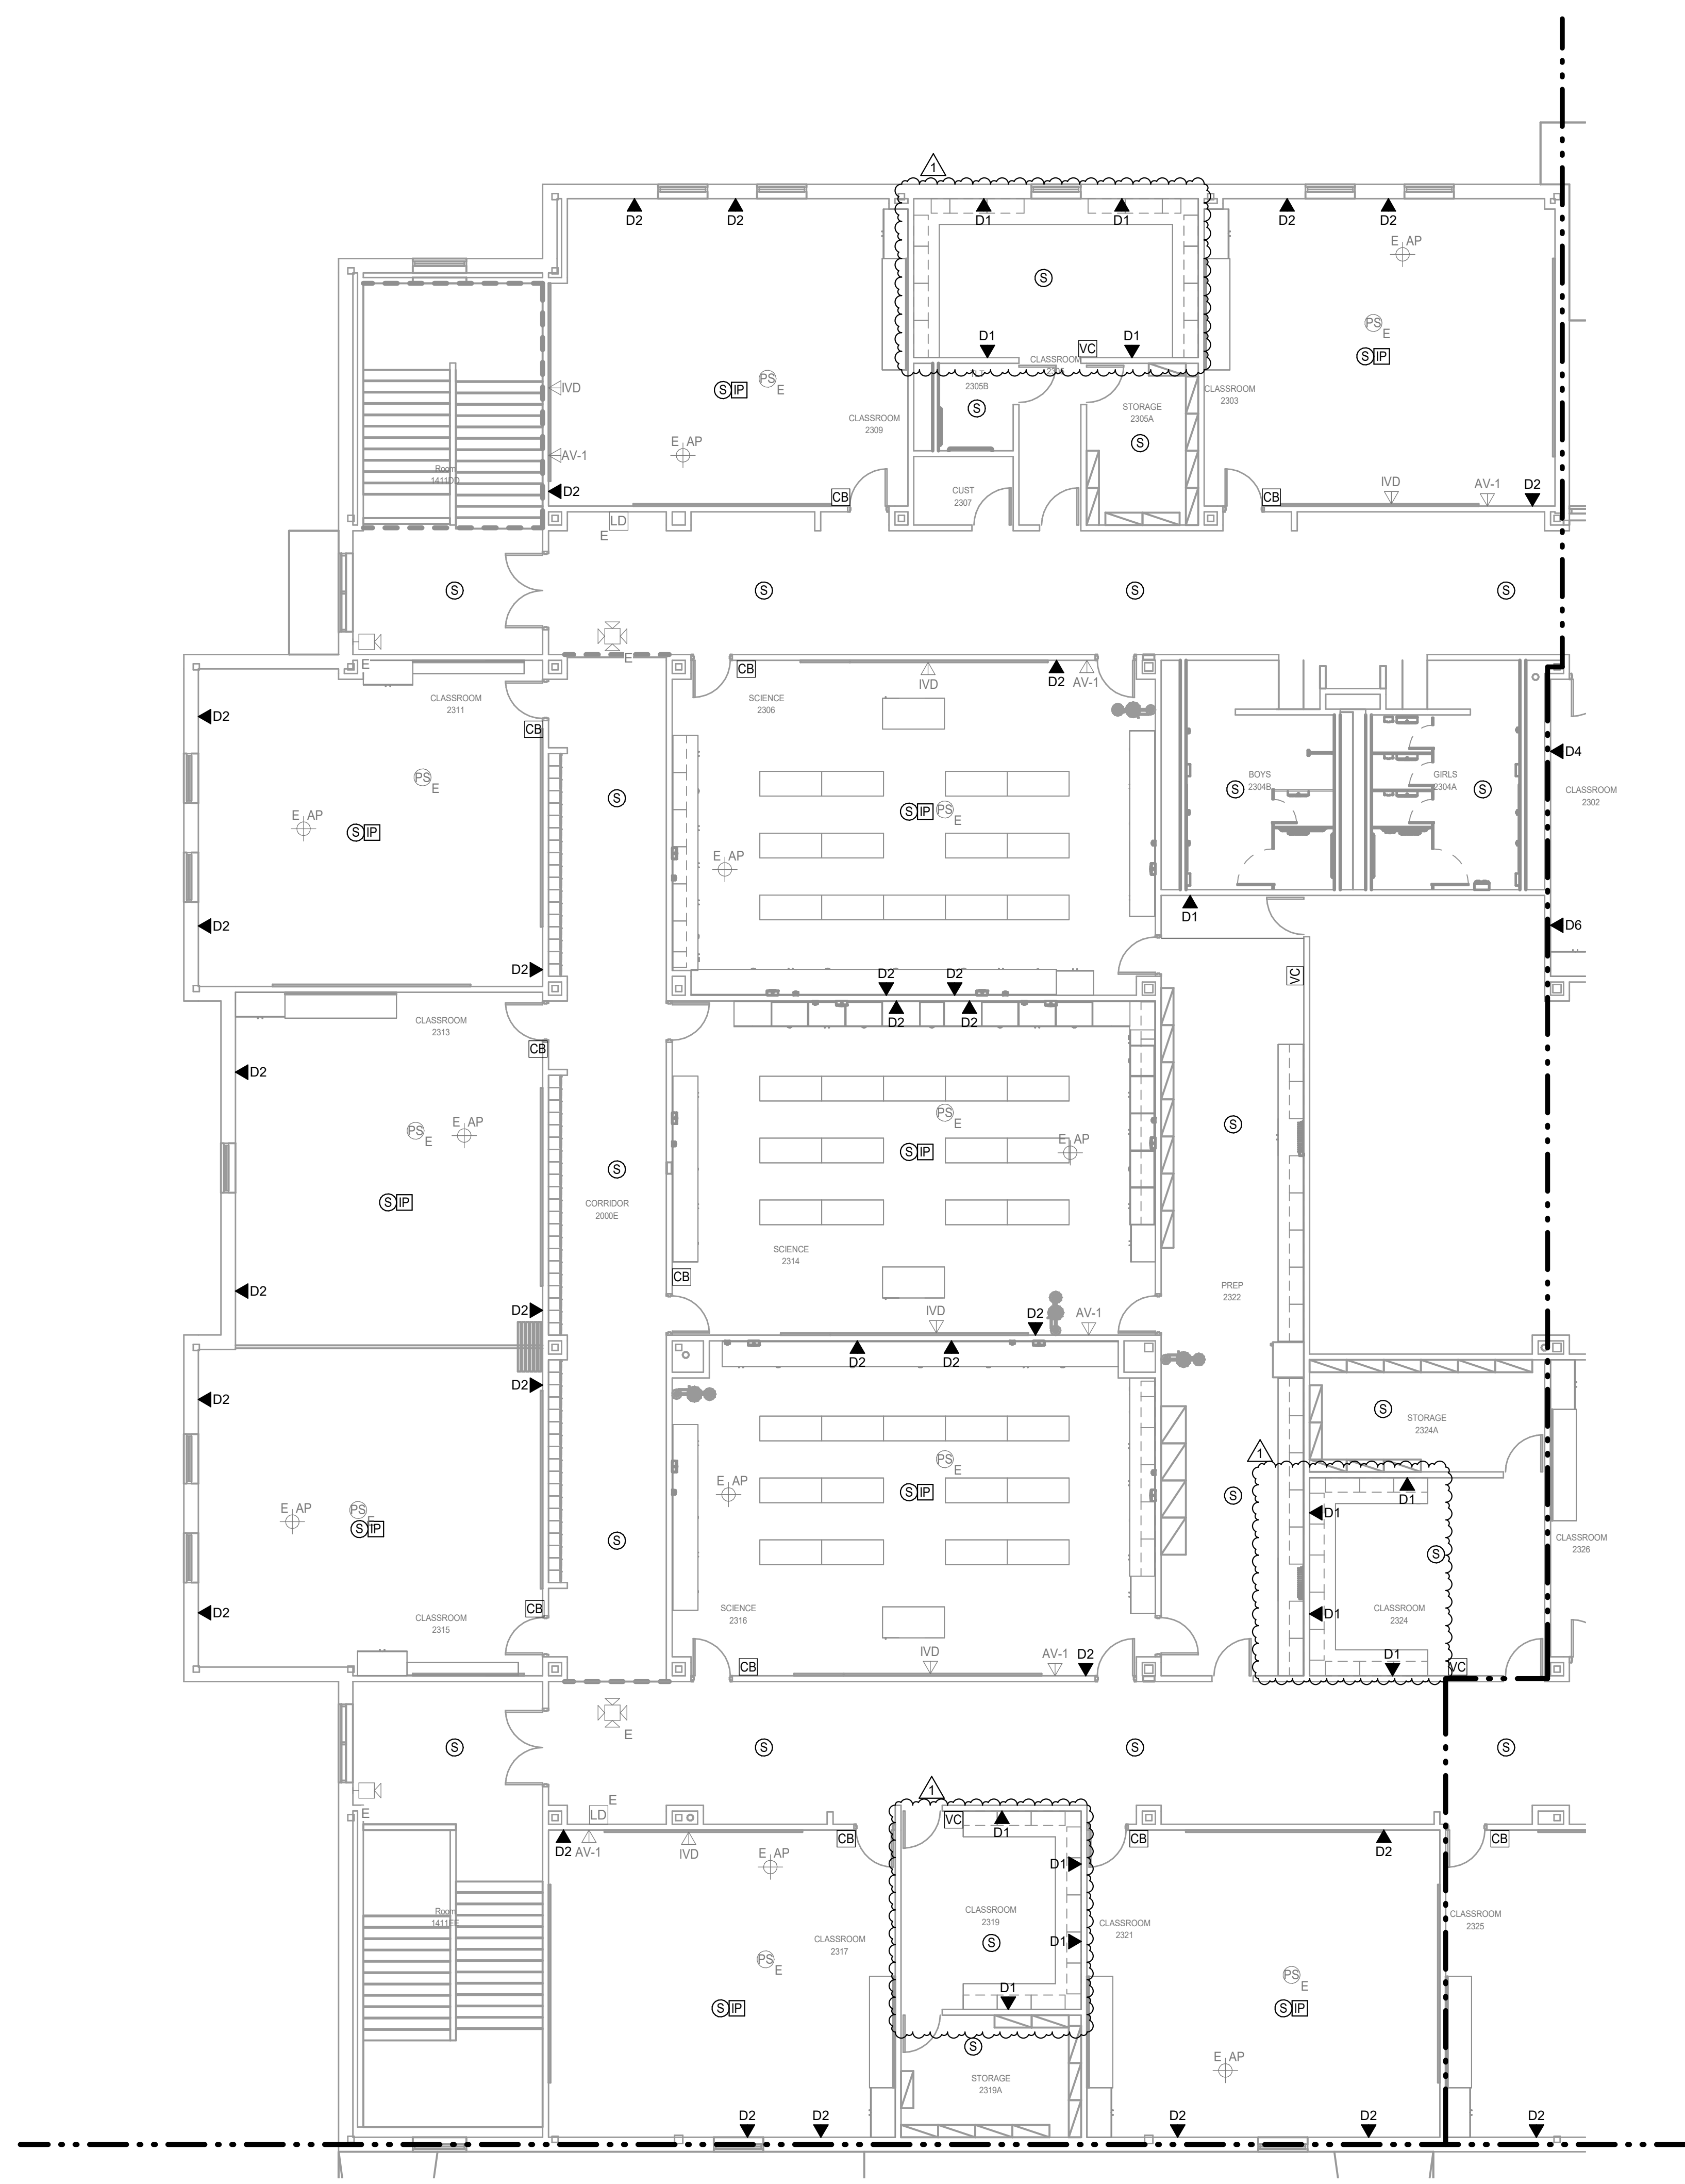 1
D2 D2 D1 D1 D2 D2
E AP
S
PS
E
D1 D1
VC
S IP
CLASSROOM
IVD
PS
E
S IP
2305B
CLASSROOM
2303
STORAGE
2305A
S
CLASSROOM
2309
E AP
S
AV-1
Room
D2
CB
CUST
2307
CB
IVD
AV-1
D2
LD
E
S S S S
E
E
CB
IVD
D2
AV-1
CLASSROOM
2311
SCIENCE
2306
D2
CB
D4
PS
E
BOYS
2304B
GIRLS
2304A
S
S
CLASSROOM
2302
S
E AP
S IP
S IP
PS
E
E AP
D2
D1
D6
D2
VC
D2 D2
D2 D2
CLASSROOM
2313
CB
D2
PS
E
E AP
PS
E
S
E AP
S IP
S
S IP
CORRIDOR
2000E
SCIENCE
2314
CB
PREP
2322
D2
D2
IVD
D2
AV-1
D2 D2
D2
D2
S
STORAGE
2324A
1
PS
E
E AP
S IP
S
D1
D1
E AP
PS
E
S IP
S
S
CLASSROOM
2326
D2
CB
CLASSROOM
2315
SCIENCE
2316
D1
CLASSROOM
2324
CB
IVD
AV-1
D2
D1
VC
E
S S S S
1
E
E
LD
VC
D1
D2
AV-1
IVD
CB
CB
D2
CB
E AP
D1
Room
CLASSROOM
2319
CLASSROOM
2317
CLASSROOM
2321
CLASSROOM
2325
S
D1
PS
E
PS
E
D1
S IP
S IP
S
E AP
STORAGE
2319A
D2 D2 D2 D2 D2